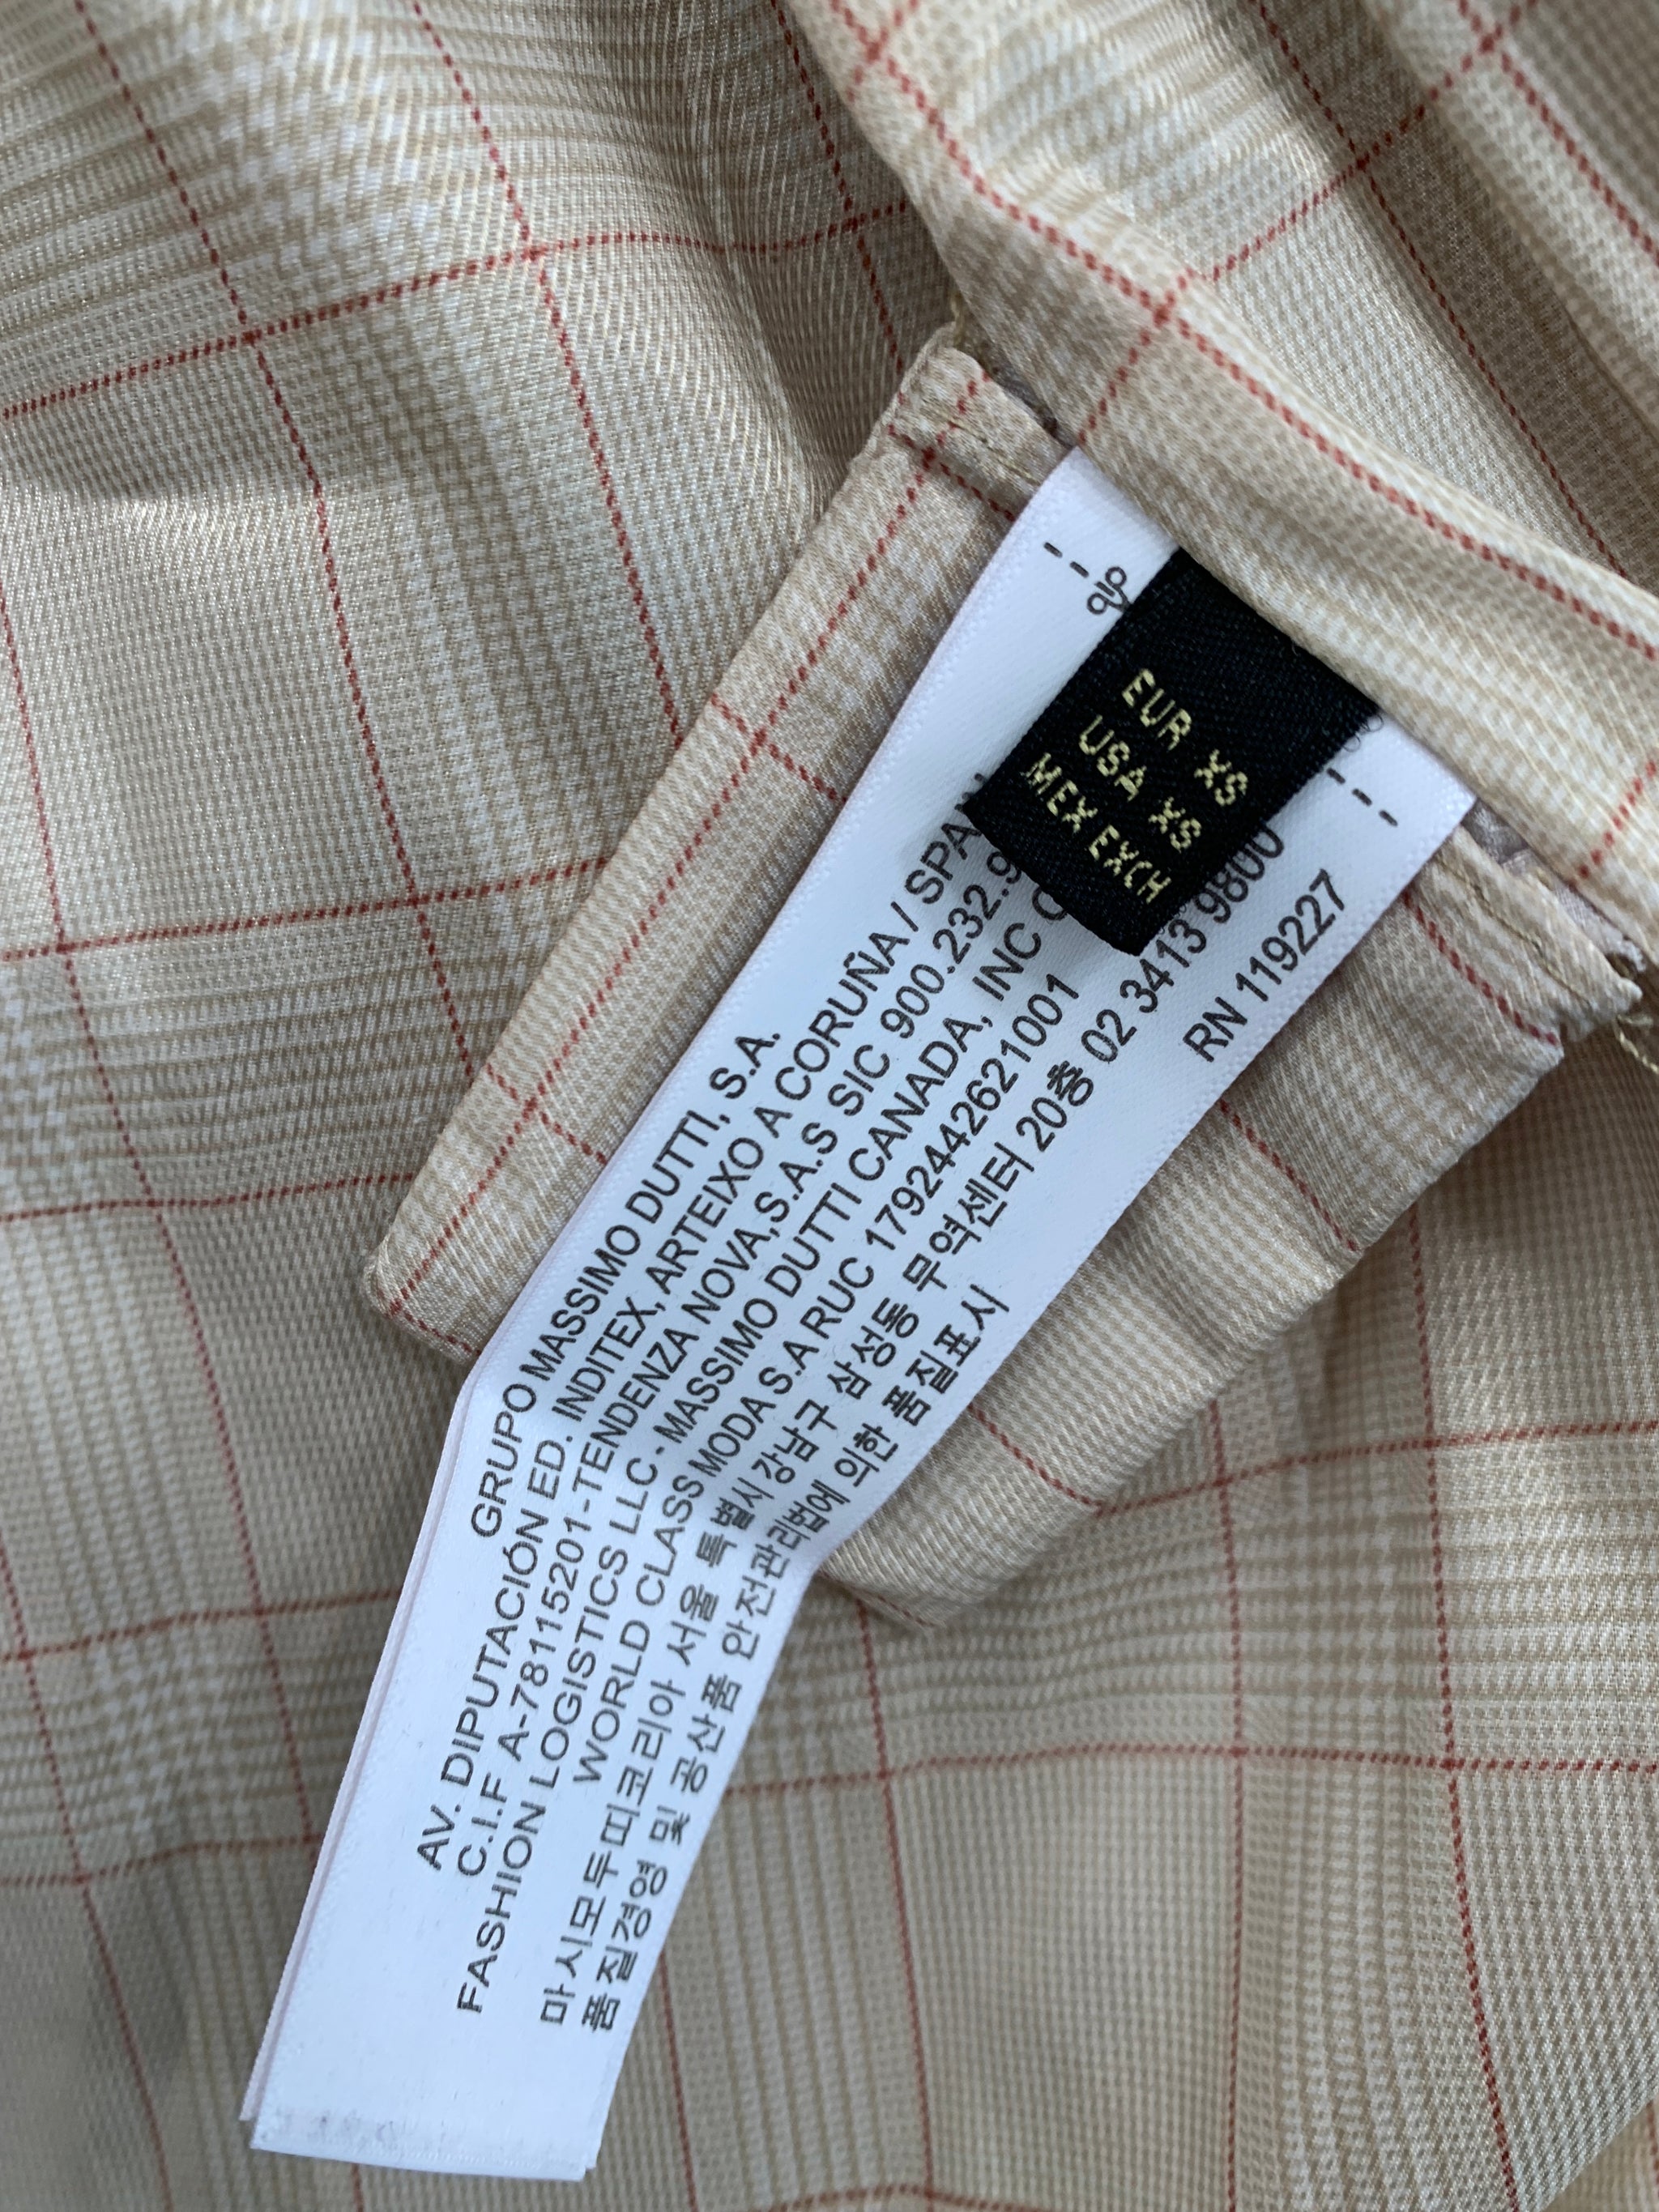 EUR XS
USA XS
MEX EXCH
GRUPO MASSIMO DUTTI, S.A.
AV. DIPUTACIÓN ED. INDITEX, ARTEIXO A CORUÑA / SPAIN
C.I.F A-78115201 -TENDENZA NOVA,S.A.S SIC 900.232.9
FASHION LOGISTICS LLC - MASSIMO DUTTI CANADA, INC
WORLD CLASS MODA S.A RUC 1792442621001
마시모두띠코리아 서울 특별시 강남구 삼성동 무역센터 20층 02 3413 9800
품질경영 및 공산품 안전관리법에 의한 품질표시
RN 119227